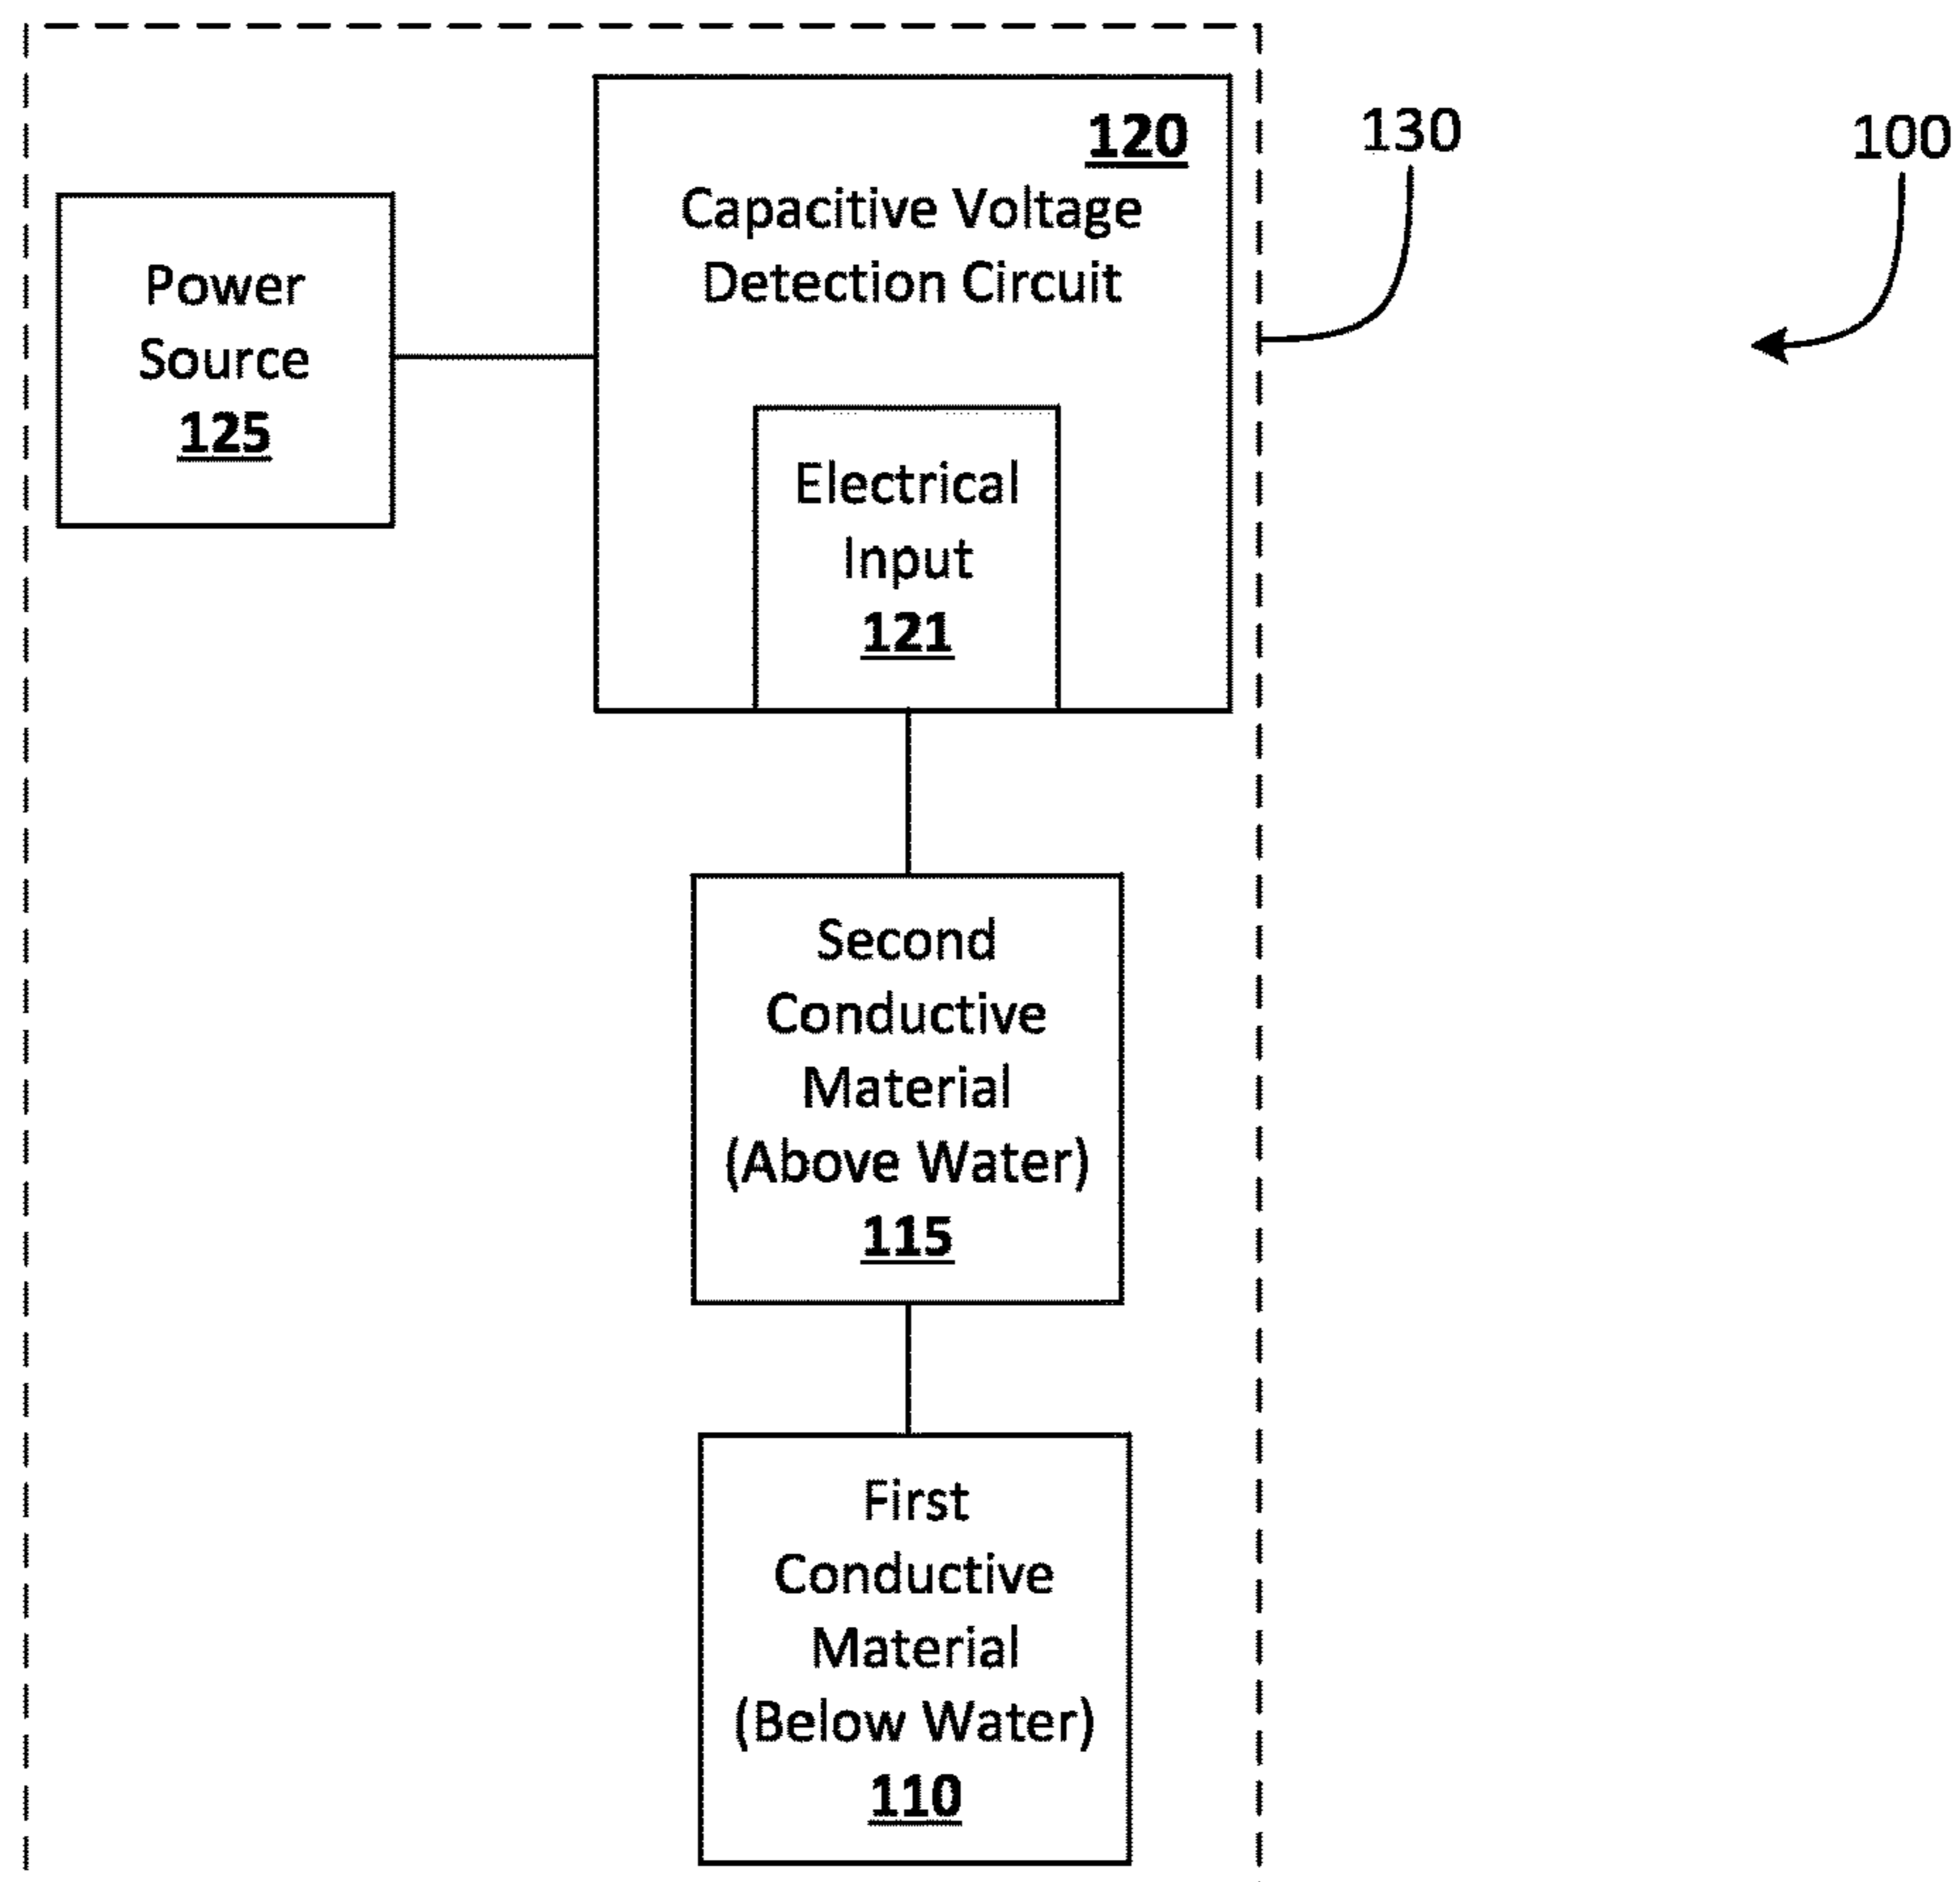 120
Capacitive Voltage
Detection Circuit
130
100
Power
Source
125
Electrical
Input
121
Second
Conductive
Material
(Above Water)
115
First
Conductive
Material
(Below Water)
110